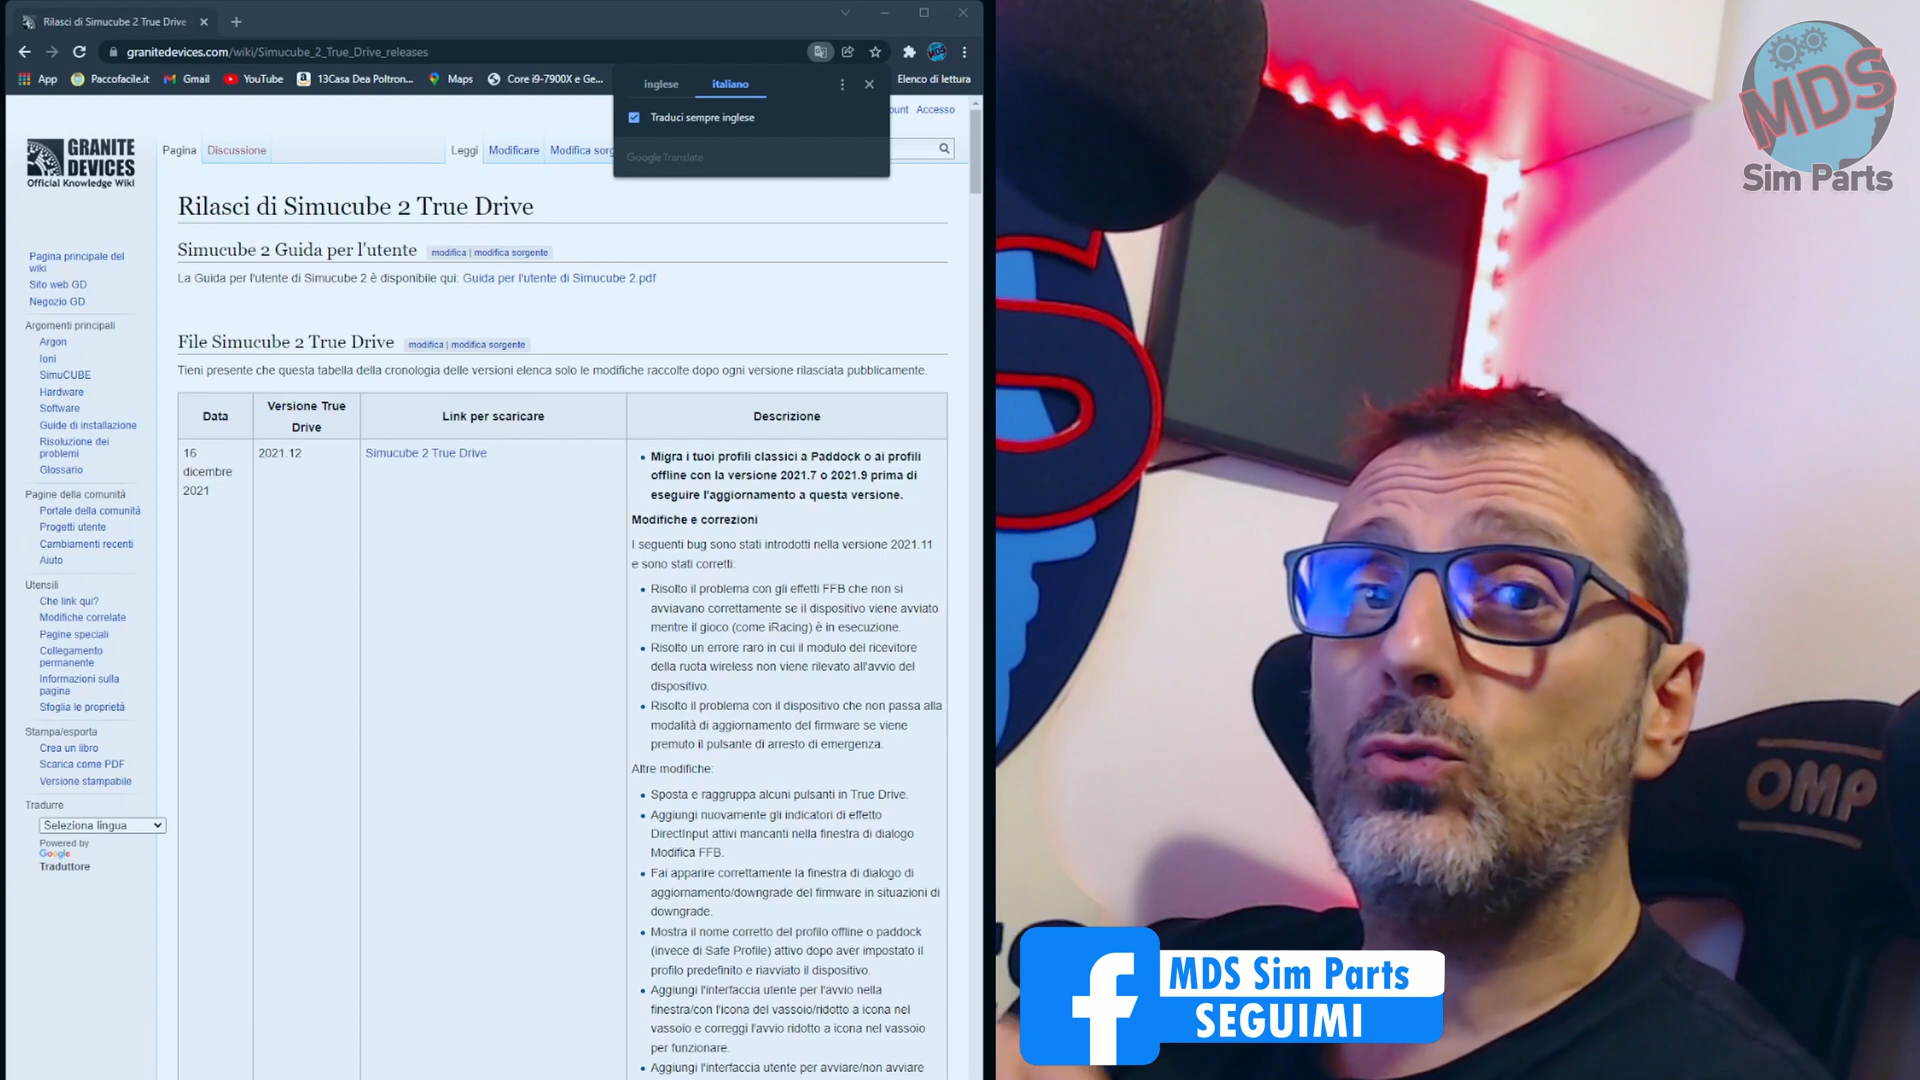 Rilasci di Simucube 2 True Drive
granitedevices.com/wiki/Simucube_2_True_Drive_releases
App Paccofacile.it Gmail YouTube 13Casa Dea Poltron... Maps Core i9-7900X e Ge... Elenco di lettura
inglese italiano
Traduci sempre inglese
Google Translate
ount Accesso
GRANITE
DEVICES
Official Knowledge Wiki
Pagina Discussione Leggi Modificare Modifica sorg
Rilasci di Simucube 2 True Drive
Simucube 2 Guida per l'utente modifica | modifica sorgente
La Guida per l'utente di Simucube 2 è disponibile qui: Guida per l'utente di Simucube 2.pdf
File Simucube 2 True Drive modifica | modifica sorgente
Tieni presente che questa tabella della cronologia delle versioni elenca solo le modifiche raccolte dopo ogni versione rilasciata pubblicamente.
Pagina principale del
wiki
Sito web GD
Negozio GD
Argomenti principali
Argon
Ioni
SimuCUBE
Hardware
Software
Guide di installazione
Risoluzione dei
problemi
Glossario
Pagine della comunità
Portale della comunità
Progetti utente
Cambiamenti recenti
Aiuto
Utensili
Che link qui?
Modifiche correlate
Pagine speciali
Collegamento
permanente
Informazioni sulla
pagina
Sfoglia le proprietà
Stampa/esporta
Crea un libro
Scarica come PDF
Versione stampabile
Tradurre
Seleziona lingua
Powered by
Google
Traduttore
Data
Versione True
Drive
Link per scaricare
Descrizione
16
dicembre
2021
2021.12
Simucube 2 True Drive
• Migra i tuoi profili classici a Paddock o ai profili
offline con la versione 2021.7 o 2021.9 prima di
eseguire l'aggiornamento a questa versione.
Modifiche e correzioni
I seguenti bug sono stati introdotti nella versione 2021.11
e sono stati corretti:
• Risolto il problema con gli effetti FFB che non si
avviavano correttamente se il dispositivo viene avviato
mentre il gioco (come iRacing) è in esecuzione.
• Risolto un errore raro in cui il modulo del ricevitore
della ruota wireless non viene rilevato all'avvio del
dispositivo.
• Risolto il problema con il dispositivo che non passa alla
modalità di aggiornamento del firmware se viene
premuto il pulsante di arresto di emergenza.
Altre modifiche:
• Sposta e raggruppa alcuni pulsanti in True Drive.
• Aggiungi nuovamente gli indicatori di effetto
DirectInput attivi mancanti nella finestra di dialogo
Modifica FFB.
• Fai apparire correttamente la finestra di dialogo di
aggiornamento/downgrade del firmware in situazioni di
downgrade.
• Mostra il nome corretto del profilo offline o paddock
(invece di Safe Profile) attivo dopo aver impostato il
profilo predefinito e riavviato il dispositivo.
• Aggiungi l'interfaccia utente per l'avvio nella
finestra/con l'icona del vassoio/ridotto a icona nel
vassoio e correggi l'avvio ridotto a icona nel vassoio
per funzionare.
• Aggiungi l'interfaccia utente per avviare/non avviare
MDS
Sim Parts
OMP
MDS Sim Parts
SEGUIMI